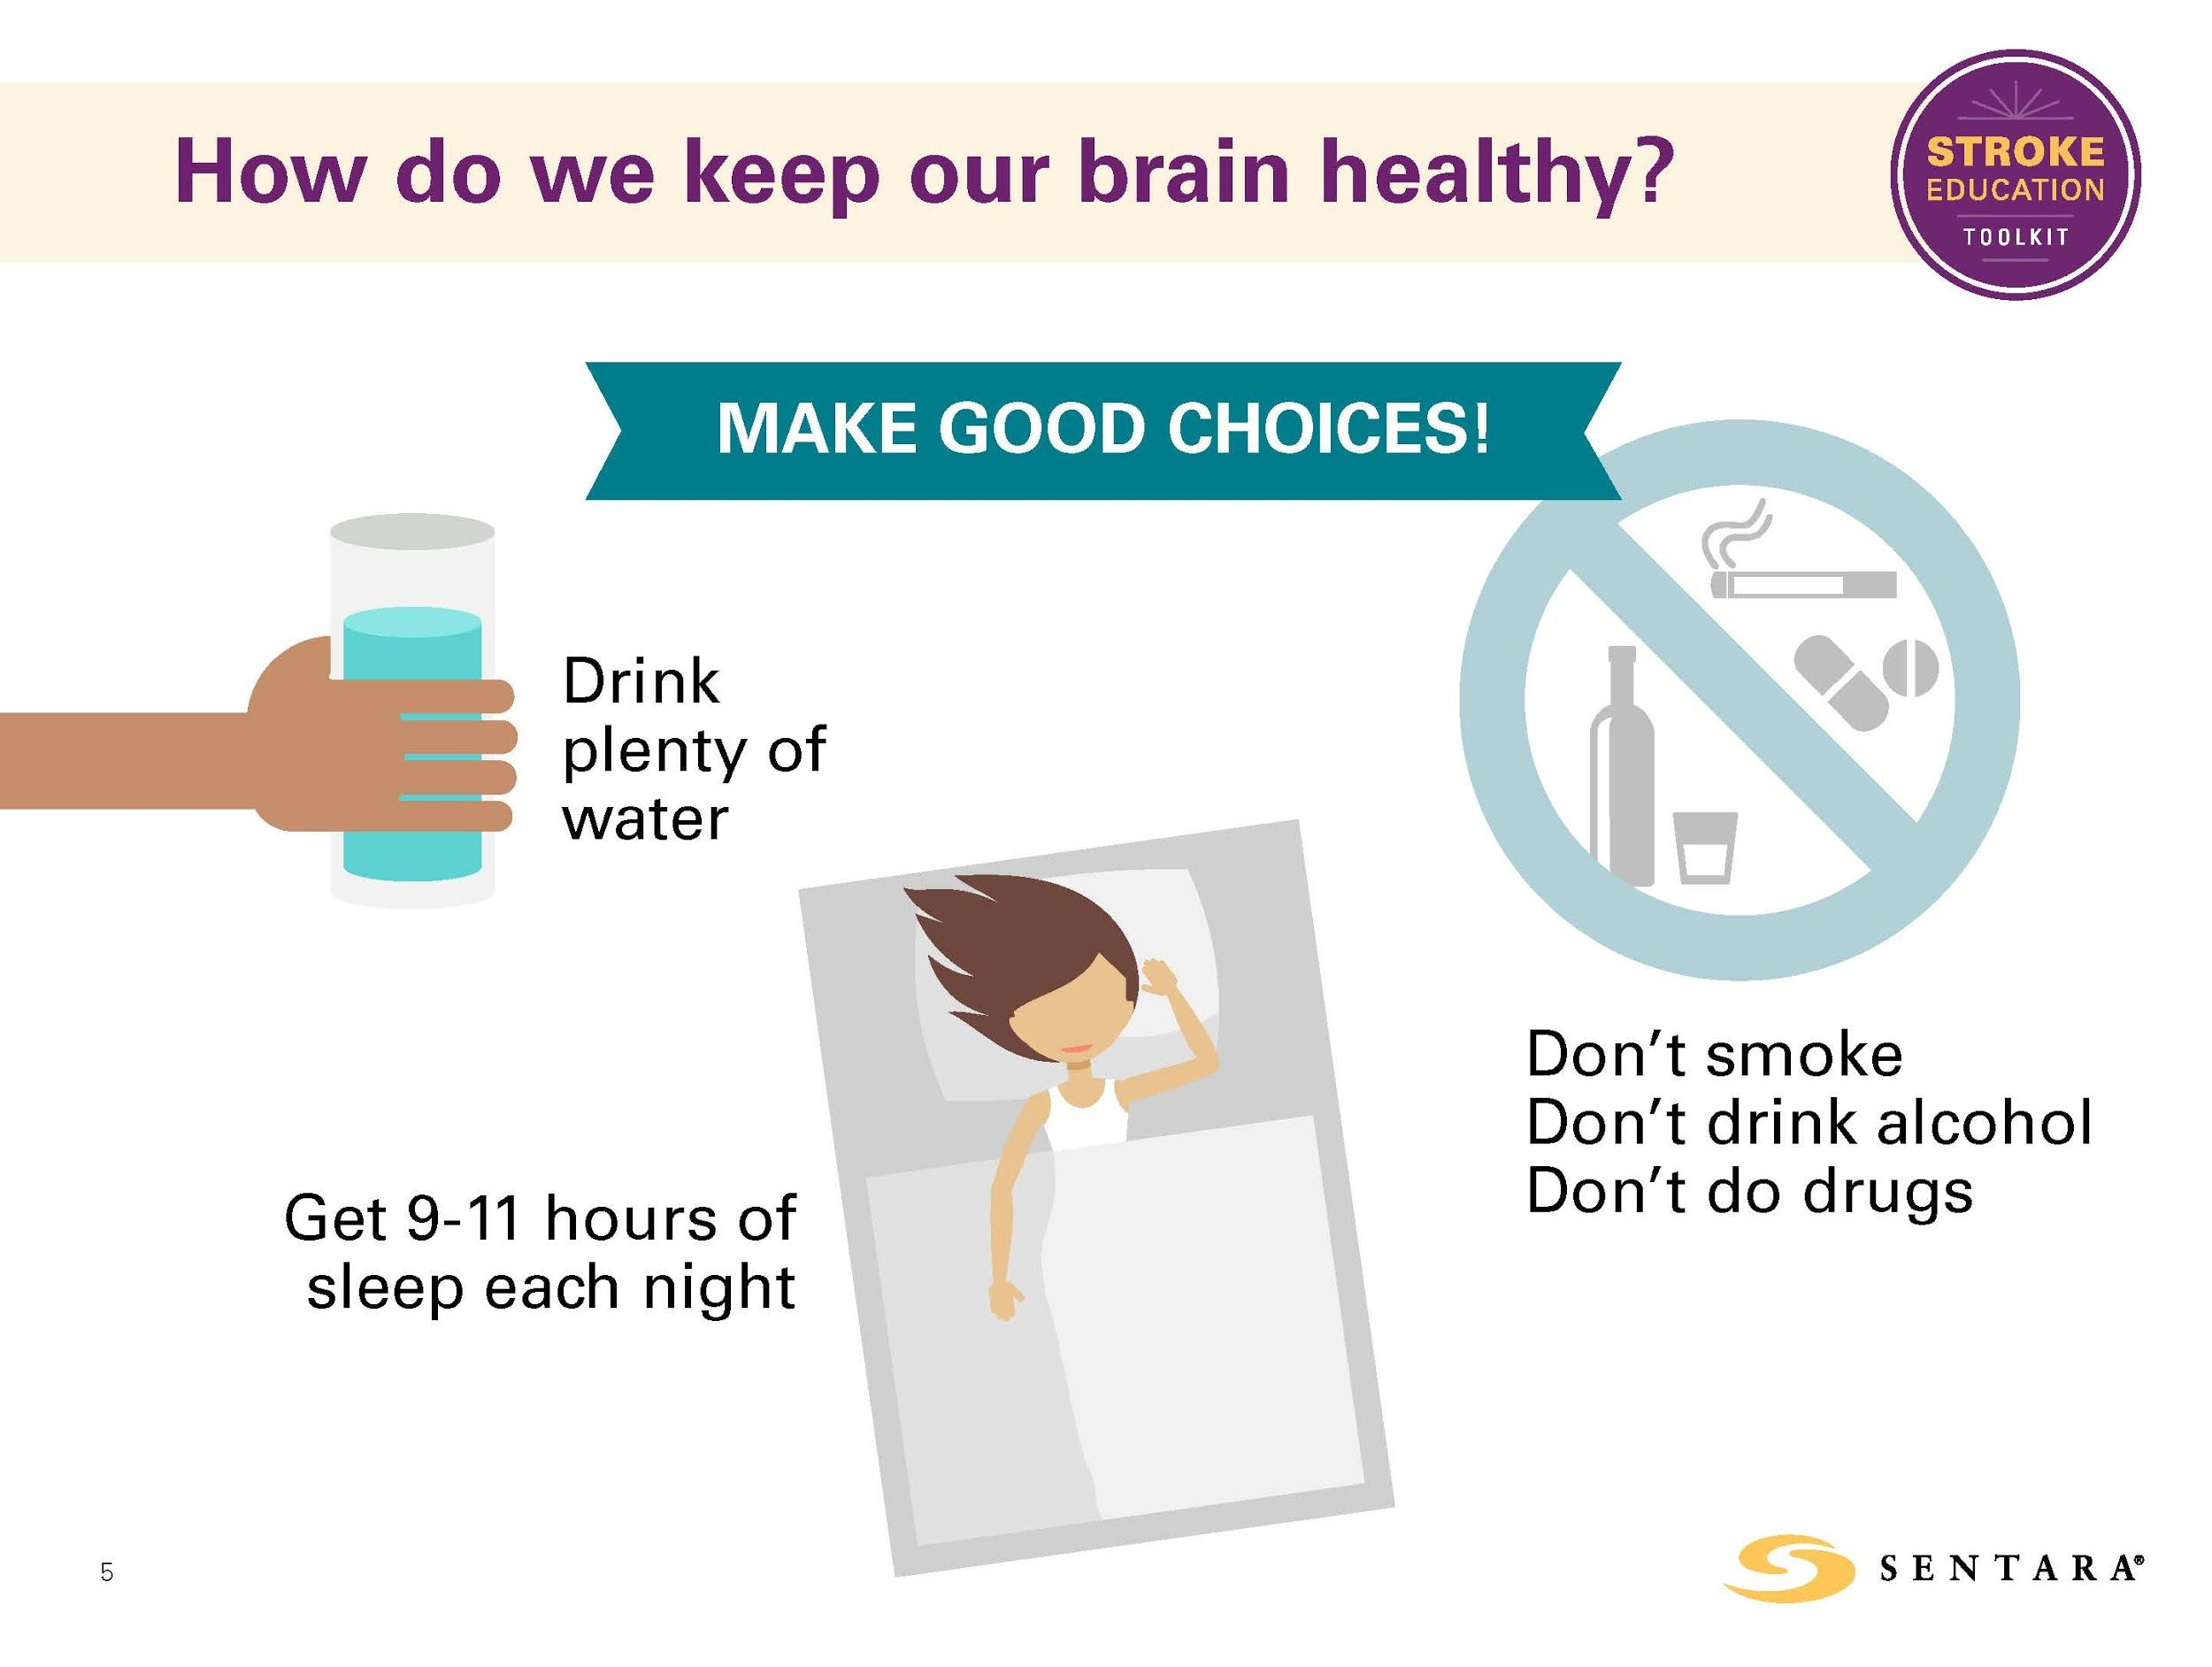 How do we keep our brain healthy?
STROKE
EDUCATION
TOOLKIT
MAKE GOOD CHOICES!
Drink
plenty of
water
Don’t smoke
Don’t drink alcohol
Don’t do drugs
Get 9-11 hours of
sleep each night
5
SENTARA®